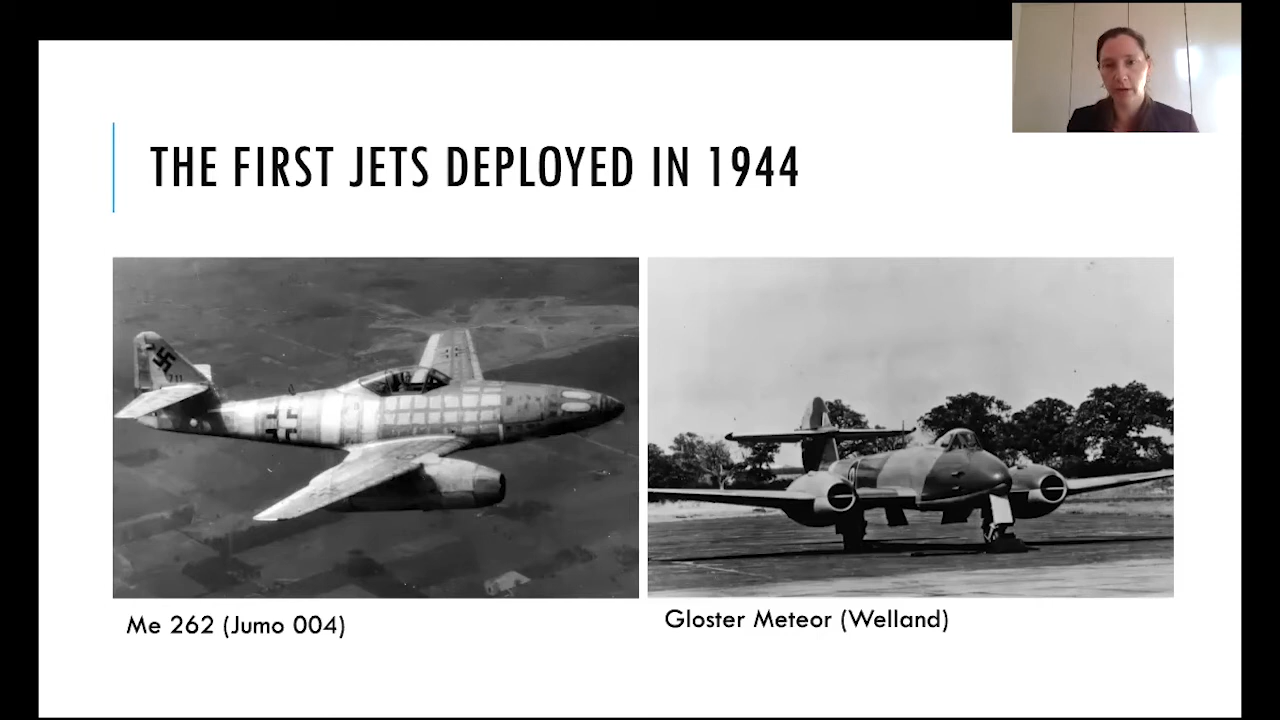 THE FIRST JETS DEPLOYED IN 1944
Me 262 (Jumo 004)
Gloster Meteor (Welland)